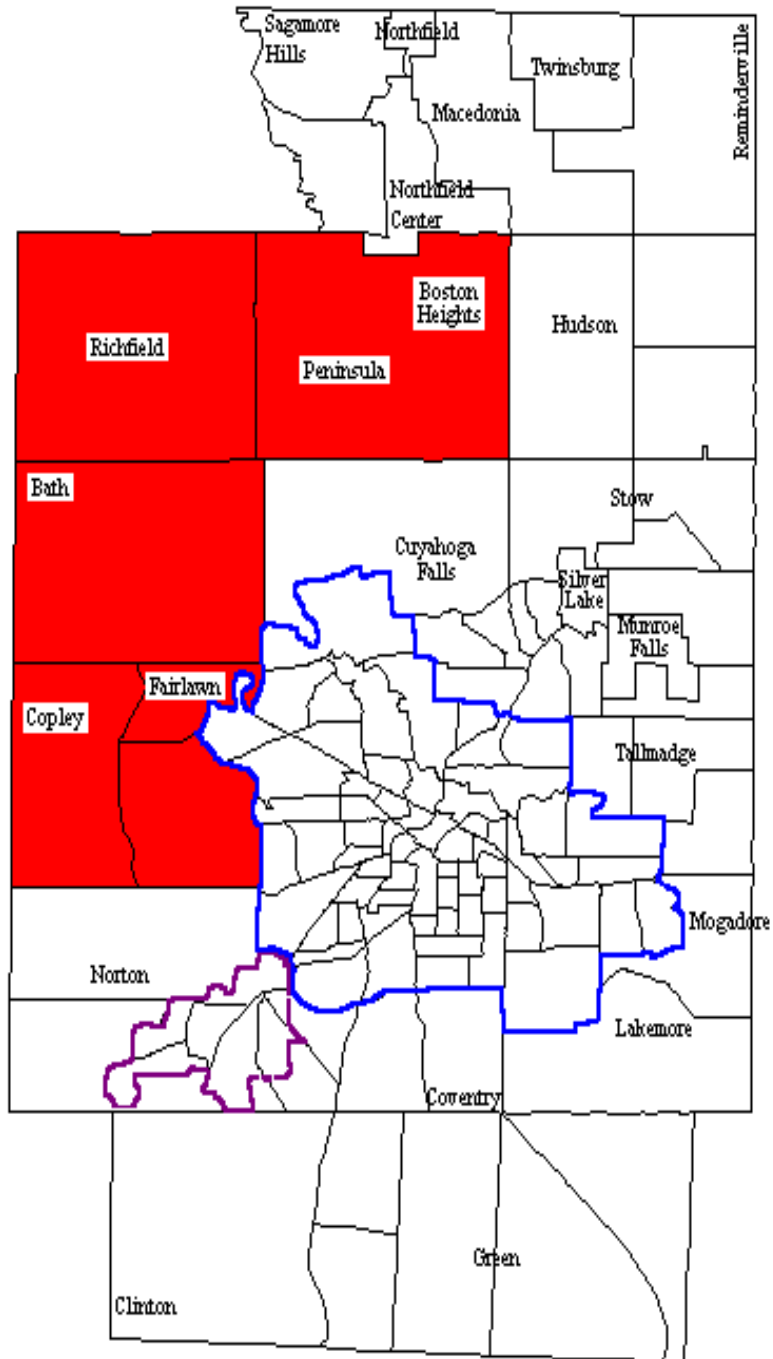 Sagamore
Hills
Northfield
Twinsburg
Reminderville
Macedonia
Northfield
Center
Boston
Heights
Hudson
Richfield
Peninsula
Bath
Stow
Cuyahoga
Falls
Silver
Lake
Munroe
Falls
Fairlawn
Copley
Tallmadge
Mogadore
Norton
Lakemore
Coventry
Green
Clinton